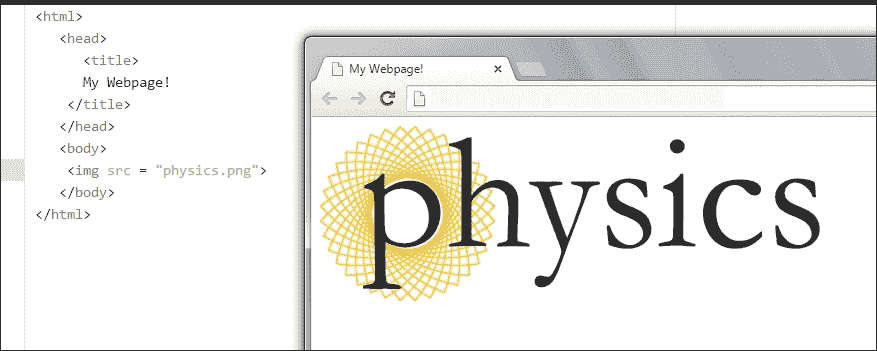 <html>
<head>
<title>
My Webpage!
</title>
</head>
<body>
<img src = "physics.png">
</body>
</html>
My Webpage!
physics